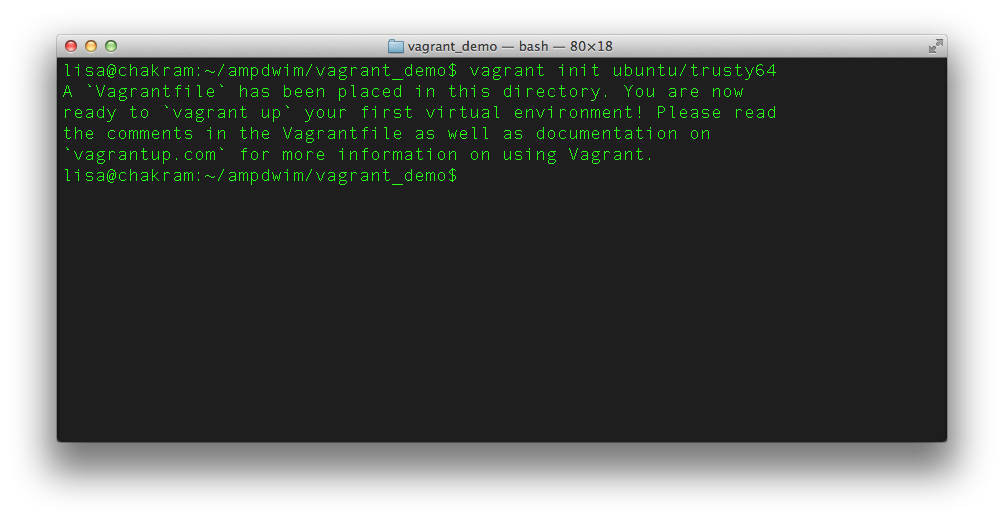 vagrant_demo — bash — 80×18
lisa@chakram:~/ampdwim/vagrant_demo$ vagrant init ubuntu/trusty64
A `Vagrantfile` has been placed in this directory. You are now
ready to `vagrant up` your first virtual environment! Please read
the comments in the Vagrantfile as well as documentation on
`vagrantup.com` for more information on using Vagrant.
lisa@chakram:~/ampdwim/vagrant_demo$